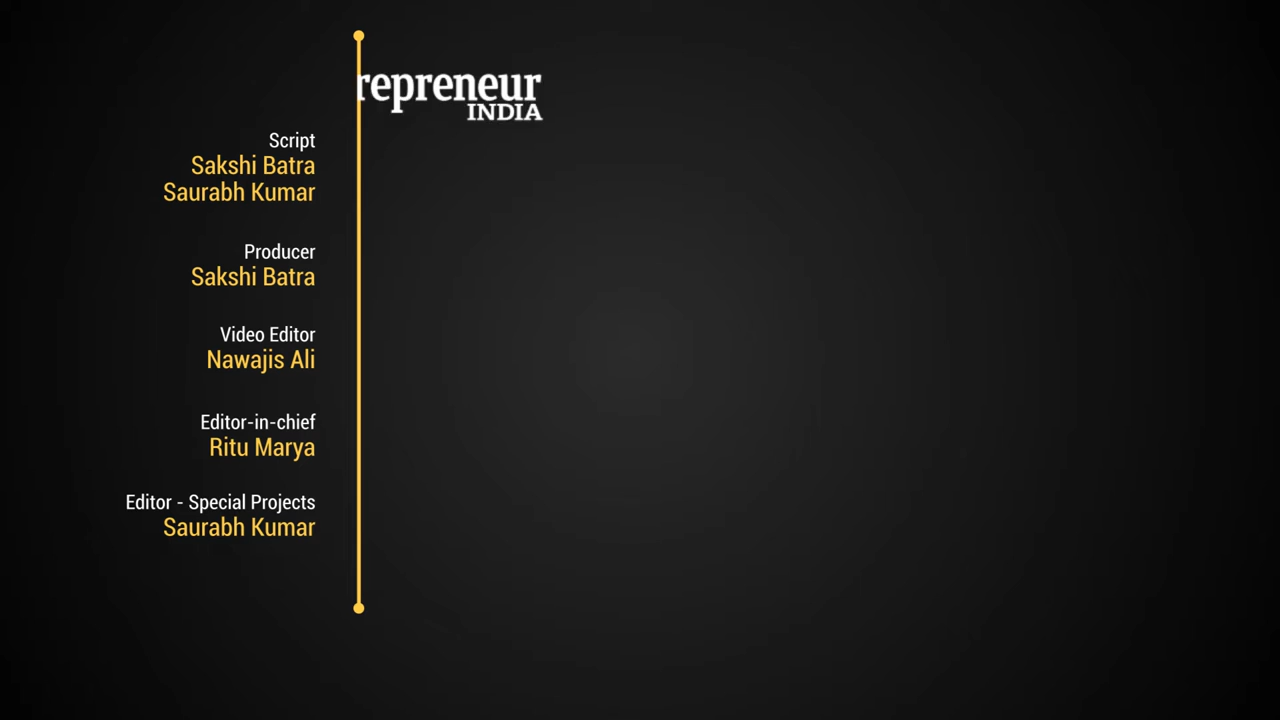 repreneur
INDIA
Script
Sakshi Batra
Saurabh Kumar
Producer
Sakshi Batra
Video Editor
Nawajis Ali
Editor-in-chief
Ritu Marya
Editor - Special Projects
Saurabh Kumar